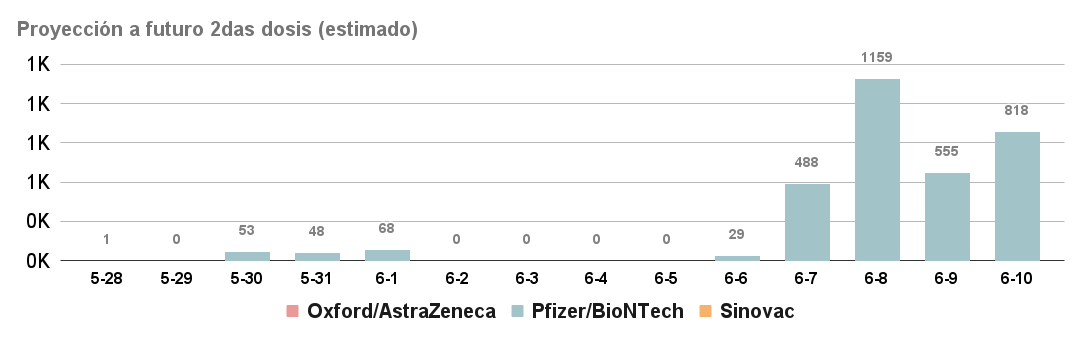 Proyección a futuro 2das dosis (estimado)
1K
1K
1K
1K
0K
0K
1
0
53
48
68
0
0
0
0
29
488
1159
555
818
5-28
5-29
5-30
5-31
6-1
6-2
6-3
6-4
6-5
6-6
6-7
6-8
6-9
6-10
Oxford/AstraZeneca
Pfizer/BioNTech
Sinovac